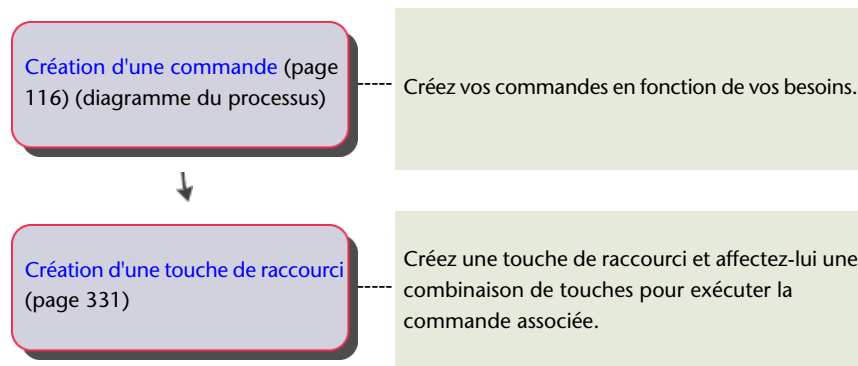 Création d'une commande (page
116) (diagramme du processus)
Créez vos commandes en fonction de vos besoins.
Création d'une touche de raccourci
(page 331)
Créez une touche de raccourci et affectez-lui une
combinaison de touches pour exécuter la
commande associée.